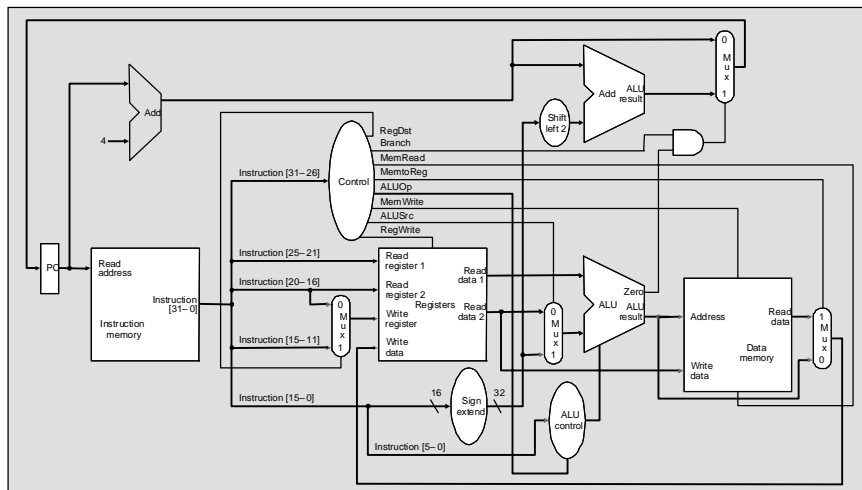 0
M
u
x
1
Add
ALU
result
Add
4
Shift
left 2
RegDst
Branch
MemRead
MemtoReg
ALUOp
MemWrite
ALUSrc
RegWrite
Instruction [31–26]
Control
PC
Read
address
Instruction
[31–0]
Instruction
memory
Instruction [25–21]
Instruction [20–16]
Instruction [15–11]
0
M
u
x
1
Read
register 1
Read
register 2
Write
register
Write
data
Registers
Read
data 1
Read
data 2
0
M
u
x
1
Zero
ALU
ALU
result
Address
Write
data
Read
data
Data
memory
1
M
u
x
0
Instruction [15–0]
16
Sign
extend
32
ALU
control
Instruction [5–0]